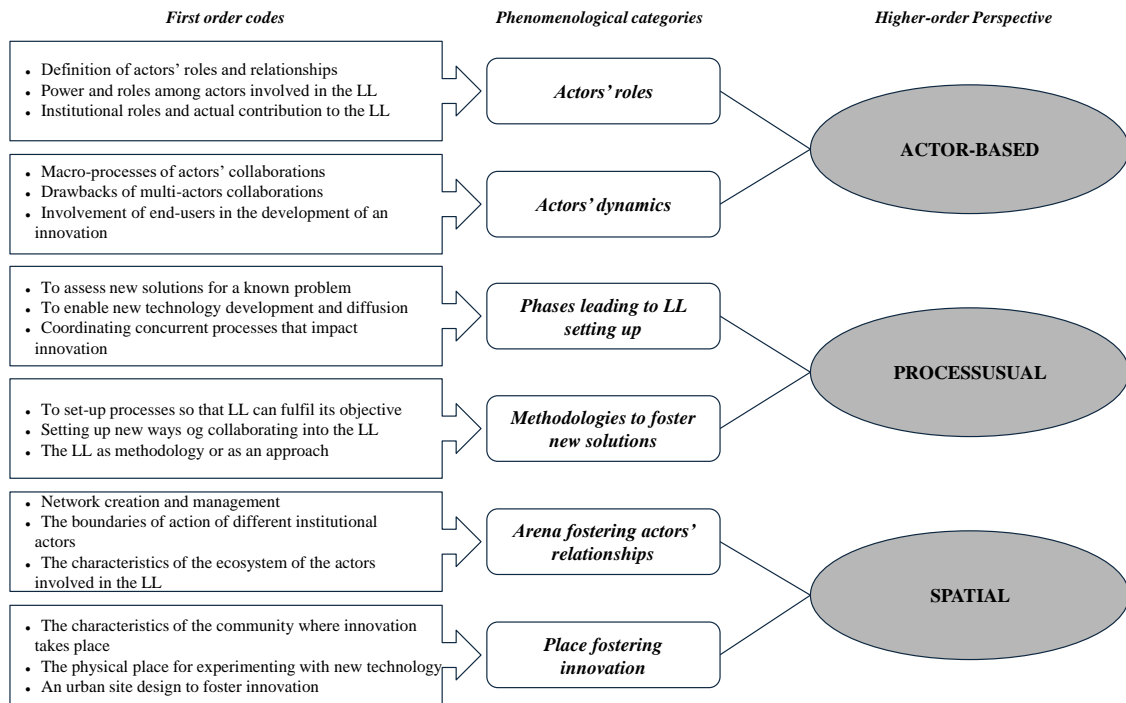 First order codes
Phenomenological categories
Higher-order Perspective
• Definition of actors’ roles and relationships
• Power and roles among actors involved in the LL
• Institutional roles and actual contribution to the LL
Actors’ roles
• Macro-processes of actors’ collaborations
• Drawbacks of multi-actors collaborations
• Involvement of end-users in the development of an
innovation
Actors’ dynamics
ACTOR-BASED
• To assess new solutions for a known problem
• To enable new technology development and diffusion
• Coordinating concurrent processes that impact
innovation
Phases leading to LL
setting up
• To set-up processes so that LL can fulfil its objective
• Setting up new ways og collaborating into the LL
• The LL as methodology or as an approach
Methodologies to foster
new solutions
PROCESSUSUAL
• Network creation and management
• The boundaries of action of different institutional
actors
• The characteristics of the ecosystem of the actors
involved in the LL
Arena fostering actors’
relationships
• The characteristics of the community where innovation
takes place
• The physical place for experimenting with new technology
• An urban site design to foster innovation
Place fostering
innovation
SPATIAL